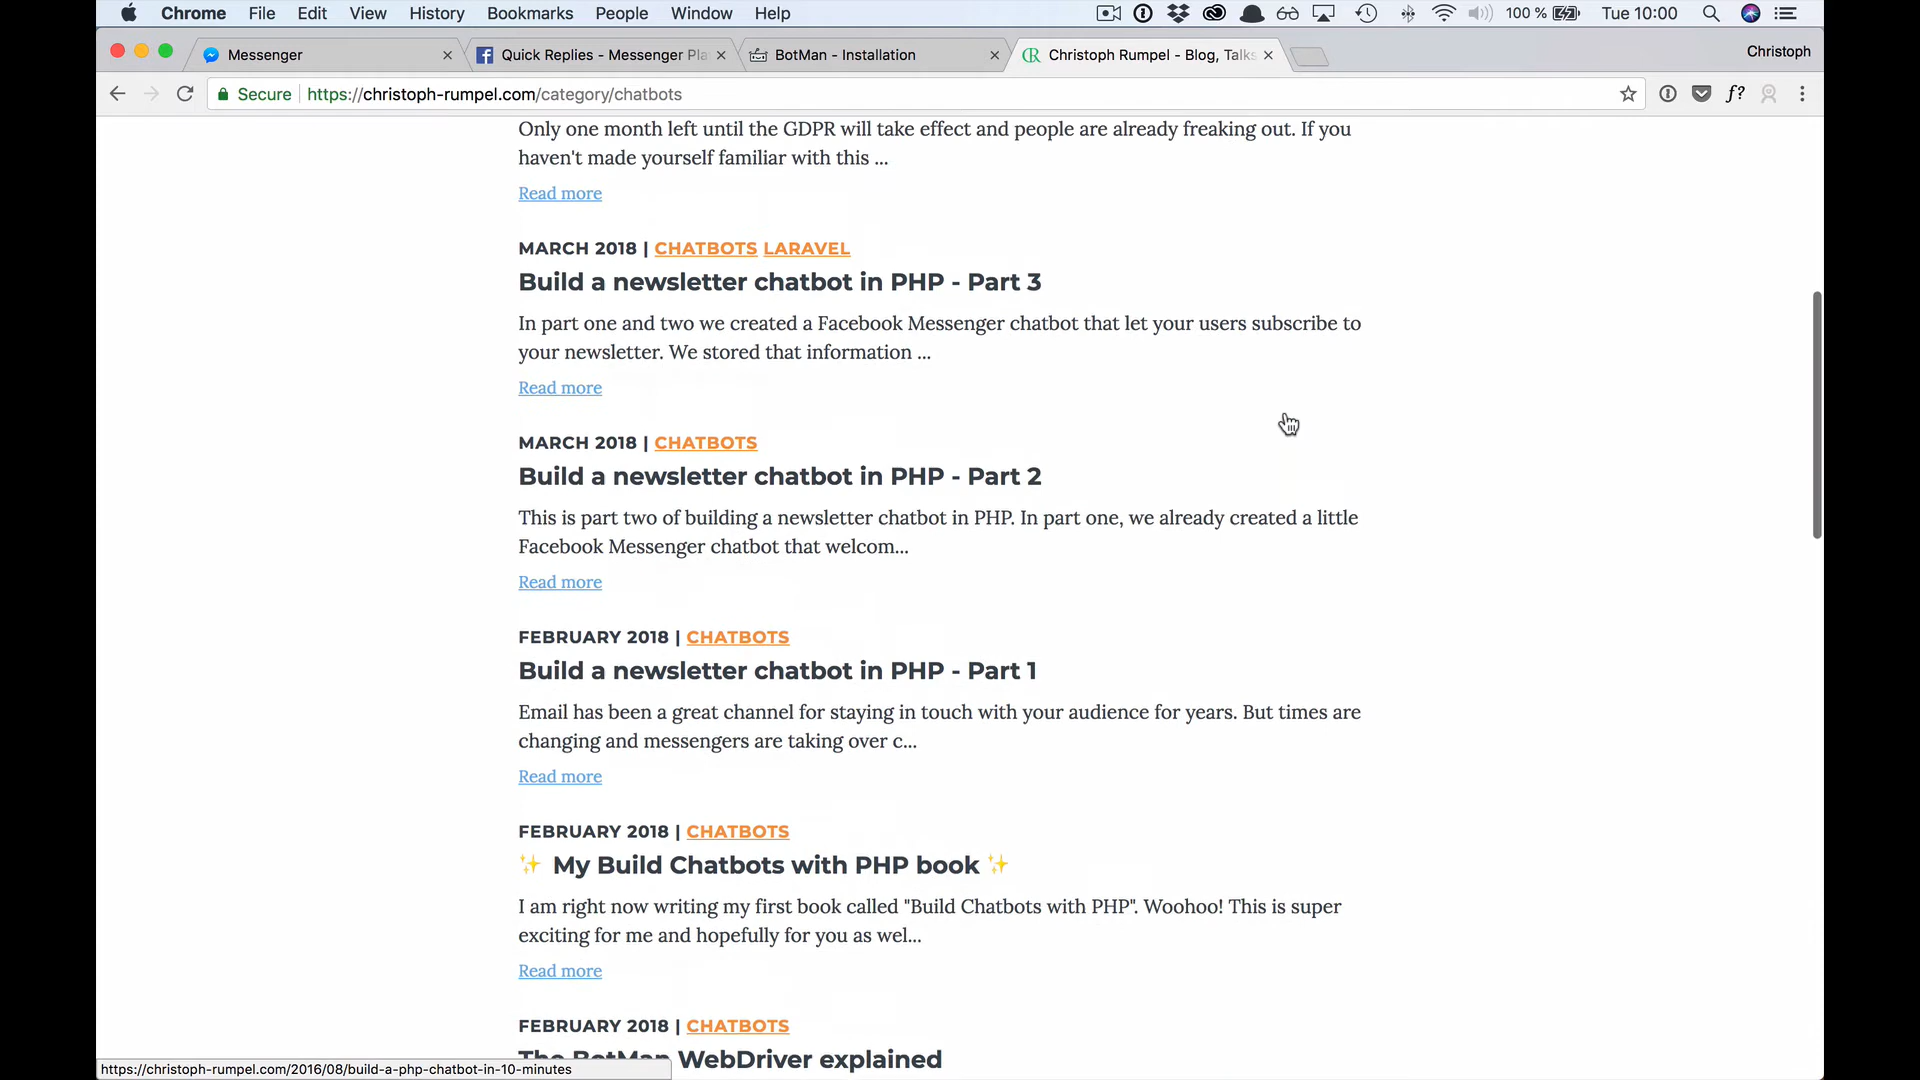 Chrome File Edit View History Bookmarks People Window Help 100 % Tue 10:00
Messenger Quick Replies - Messenger Pla BotMan - Installation Christoph Rumpel - Blog, Talks Christoph
Secure https://christoph-rumpel.com/category/chatbots f?
Only one month left until the GDPR will take effect and people are already freaking out. If you
haven't made yourself familiar with this ...
Read more
MARCH 2018 | CHATBOTS LARAVEL
Build a newsletter chatbot in PHP - Part 3
In part one and two we created a Facebook Messenger chatbot that let your users subscribe to
your newsletter. We stored that information ...
Read more
MARCH 2018 | CHATBOTS
Build a newsletter chatbot in PHP - Part 2
This is part two of building a newsletter chatbot in PHP. In part one, we already created a little
Facebook Messenger chatbot that welcom...
Read more
FEBRUARY 2018 | CHATBOTS
Build a newsletter chatbot in PHP - Part 1
Email has been a great channel for staying in touch with your audience for years. But times are
changing and messengers are taking over c...
Read more
FEBRUARY 2018 | CHATBOTS
✨ My Build Chatbots with PHP book ✨
I am right now writing my first book called "Build Chatbots with PHP". Woohoo! This is super
exciting for me and hopefully for you as wel...
Read more
FEBRUARY 2018 | CHATBOTS
The BotMan WebDriver explained
https://christoph-rumpel.com/2016/08/build-a-php-chatbot-in-10-minutes